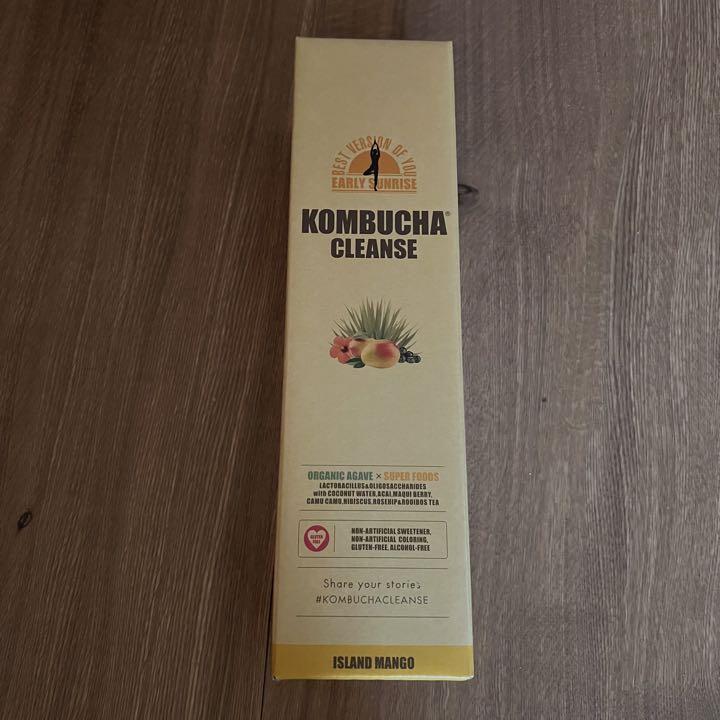 BEST VERSION OF YOU
EARLY SUNRISE
KOMBUCHA®
CLEANSE
ORGANIC AGAVE × SUPER FOODS
LACTOBACILLUS&OLIGOSACCHARIDES
with COCONUT WATER,ACAI,MAQUI BERRY,
CAMU CAMU,HIBISCUS,ROSEHIP&ROOIBOS TEA
GLUTEN
FREE
NON-ARTIFICIAL SWEETENER,
NON-ARTIFICIAL COLORING,
GLUTEN-FREE, ALCOHOL-FREE
Share your stories
#KOMBUCHACLEANSE
ISLAND MANGO